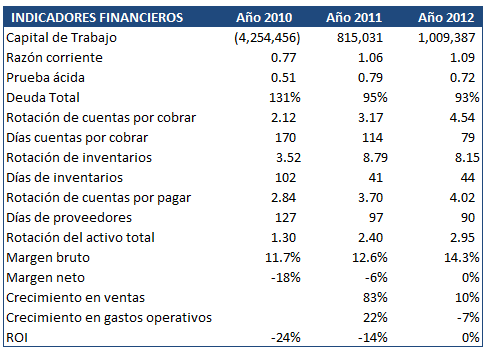 INDICADORES FINANCIEROS Año 2010 Año 2011 Año 2012
Capital de Trabajo (4,254,456) 815,031 1,009,387
Razón corriente 0.77 1.06 1.09
Prueba ácida 0.51 0.79 0.72
Deuda Total 131% 95% 93%
Rotación de cuentas por cobrar 2.12 3.17 4.54
Días cuentas por cobrar 170 114 79
Rotación de inventarios 3.52 8.79 8.15
Días de inventarios 102 41 44
Rotación de cuentas por pagar 2.84 3.70 4.02
Días de proveedores 127 97 90
Rotación del activo total 1.30 2.40 2.95
Margen bruto 11.7% 12.6% 14.3%
Margen neto -18% -6% 0%
Crecimiento en ventas 83% 10%
Crecimiento en gastos operativos 22% -7%
ROI -24% -14% 0%